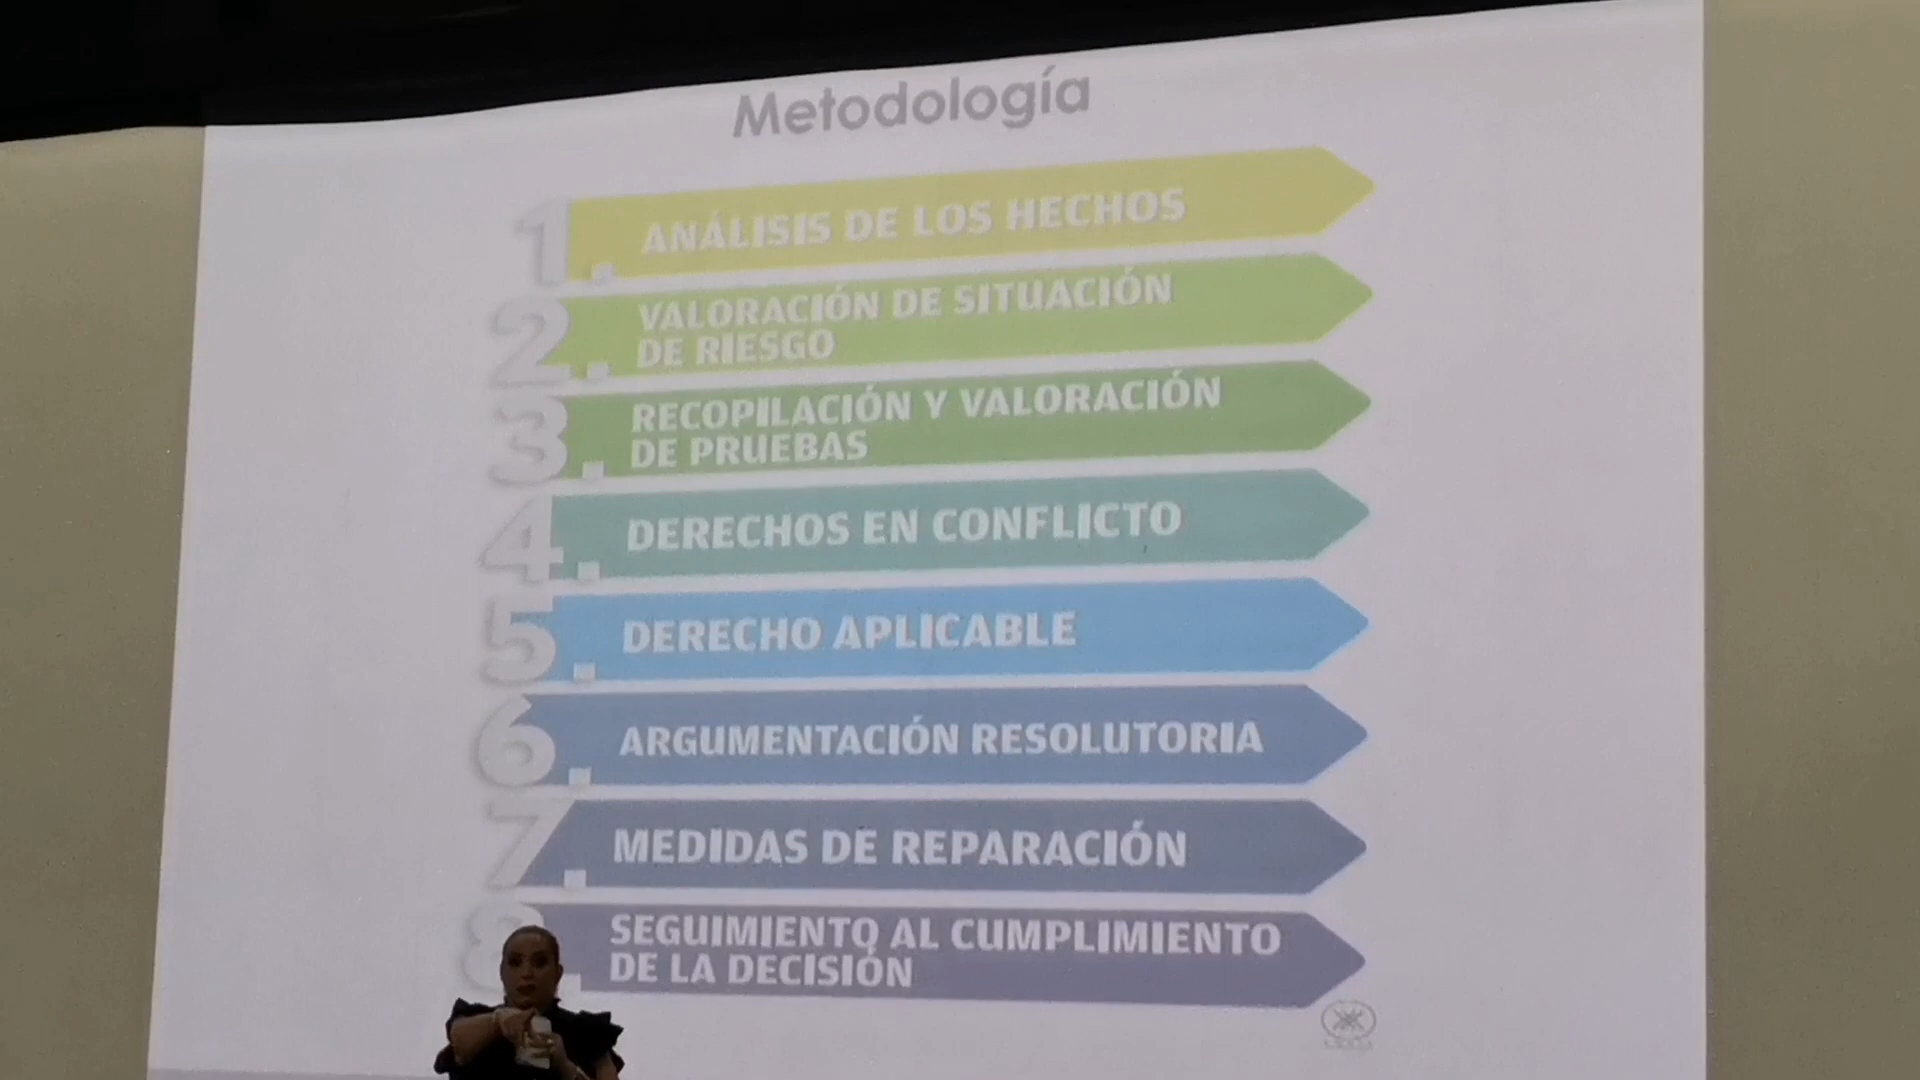 Metodología
1. ANÁLISIS DE LOS HECHOS
2. VALORACIÓN DE SITUACIÓN
DE RIESGO
3. RECOPILACIÓN Y VALORACIÓN
DE PRUEBAS
4. DERECHOS EN CONFLICTO
5. DERECHO APLICABLE
6. ARGUMENTACIÓN RESOLUTORIA
7. MEDIDAS DE REPARACIÓN
8. SEGUIMIENTO AL CUMPLIMIENTO
DE LA DECISIÓN